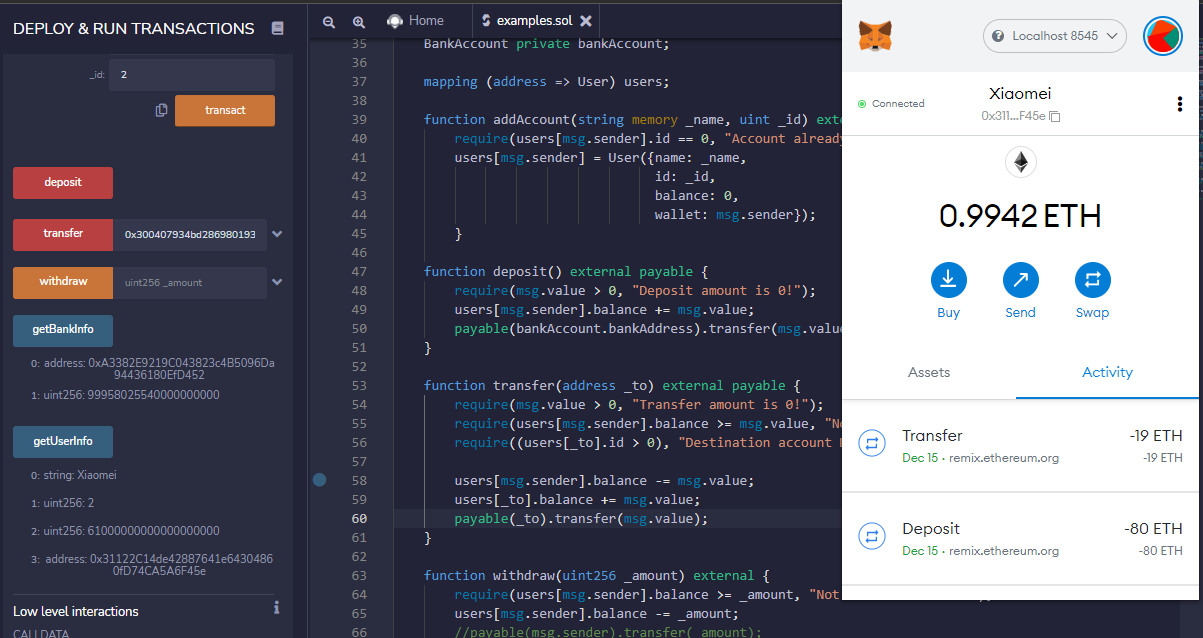 DEPLOY & RUN TRANSACTIONS
_id:
2
transact
deposit
transfer
0x300407934bd286980193
withdraw
uint256 _amount
getBankInfo
0: address: 0xA3382E9219C043823c4B5096Da
94436180EfD452
1: uint256: 99958025540000000000
getUserInfo
0: string: Xiaomei
1: uint256: 2
2: uint256: 61000000000000000000
3: address: 0x31122C14de42887641e6430486
0fD74CA5A6F45e
Low level interactions
i
CALLDATA
Home
examples.sol
35 BankAccount private bankAccount;
36
37 mapping (address => User) users;
38
39 function addAccount(string memory _name, uint _id) exte
40 require(users[msg.sender].id == 0, "Account already
41 users[msg.sender] = User({name: _name,
42 id: _id,
43 balance: 0,
44 wallet: msg.sender});
45 }
46
47 function deposit() external payable {
48 require(msg.value > 0, "Deposit amount is 0!");
49 users[msg.sender].balance += msg.value;
50 payable(bankAccount.bankAddress).transfer(msg.value
51 }
52
53 function transfer(address _to) external payable {
54 require(msg.value > 0, "Transfer amount is 0!");
55 require(users[msg.sender].balance >= msg.value, "No
56 require((users[_to].id > 0), "Destination account
57
58 users[msg.sender].balance -= msg.value;
59 users[_to].balance += msg.value;
60 payable(_to).transfer(msg.value);
61 }
62
63 function withdraw(uint256 _amount) external {
64 require(users[msg.sender].balance >= _amount, "Not
65 users[msg.sender].balance -= _amount;
66 //payable(msg.sender).transfer(_amount);
? Localhost 8545
Connected
Xiaomei
0x311...F45e
0.9942 ETH
Buy
Send
Swap
Assets
Activity
Transfer
-19 ETH
Dec 15 · remix.ethereum.org
-19 ETH
Deposit
-80 ETH
Dec 15 · remix.ethereum.org
-80 ETH